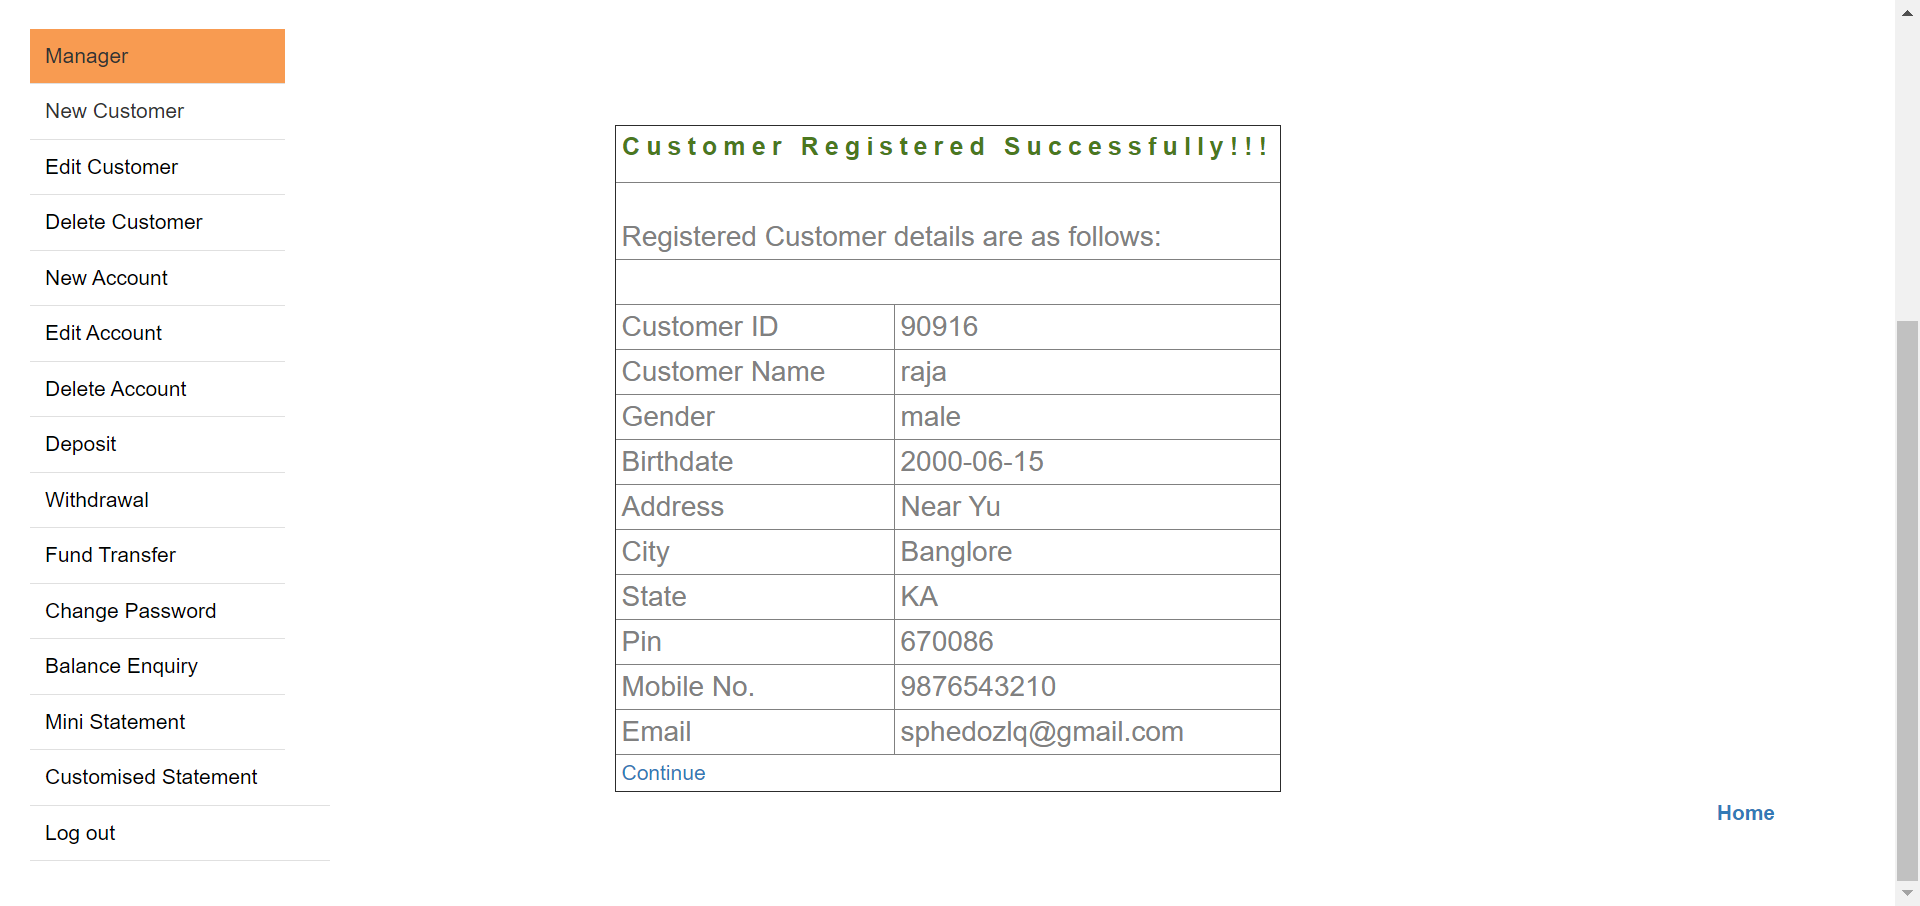 Manager
New Customer
Edit Customer
Delete Customer
New Account
Edit Account
Delete Account
Deposit
Withdrawal
Fund Transfer
Change Password
Balance Enquiry
Mini Statement
Customised Statement
Log out
Customer Registered Successfully!!!
Registered Customer details are as follows:
Customer ID 90916
Customer Name raja
Gender male
Birthdate 2000-06-15
Address Near Yu
City Banglore
State KA
Pin 670086
Mobile No. 9876543210
Email sphedozlq@gmail.com
Continue
Home